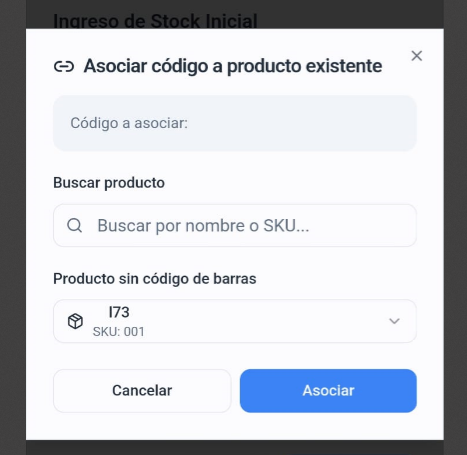 Ingreso de Stock Inicial
Asociar código a producto existente
Código a asociar:
Buscar producto
Buscar por nombre o SKU...
Producto sin código de barras
I73
SKU: 001
Cancelar
Asociar